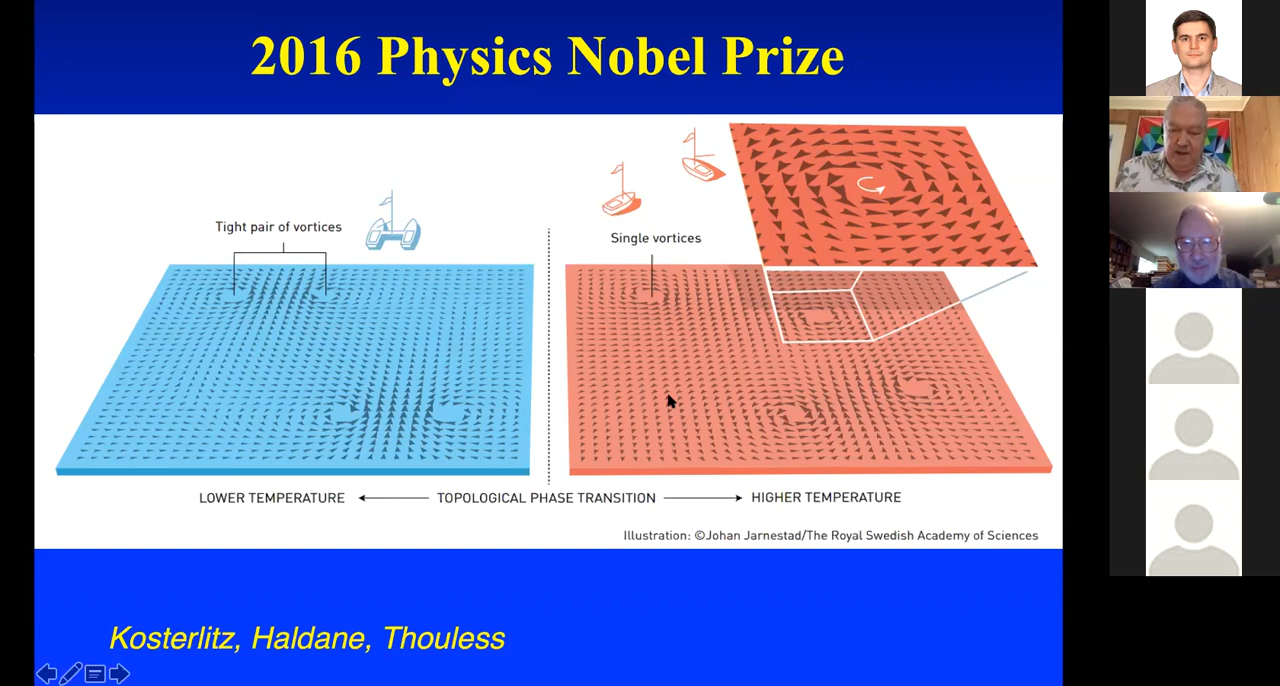 2016 Physics Nobel Prize
Tight pair of vortices
Single vortices
LOWER TEMPERATURE
TOPOLOGICAL PHASE TRANSITION
HIGHER TEMPERATURE
Illustration: ©Johan Jarnestad/The Royal Swedish Academy of Sciences
Kosterlitz, Haldane, Thouless